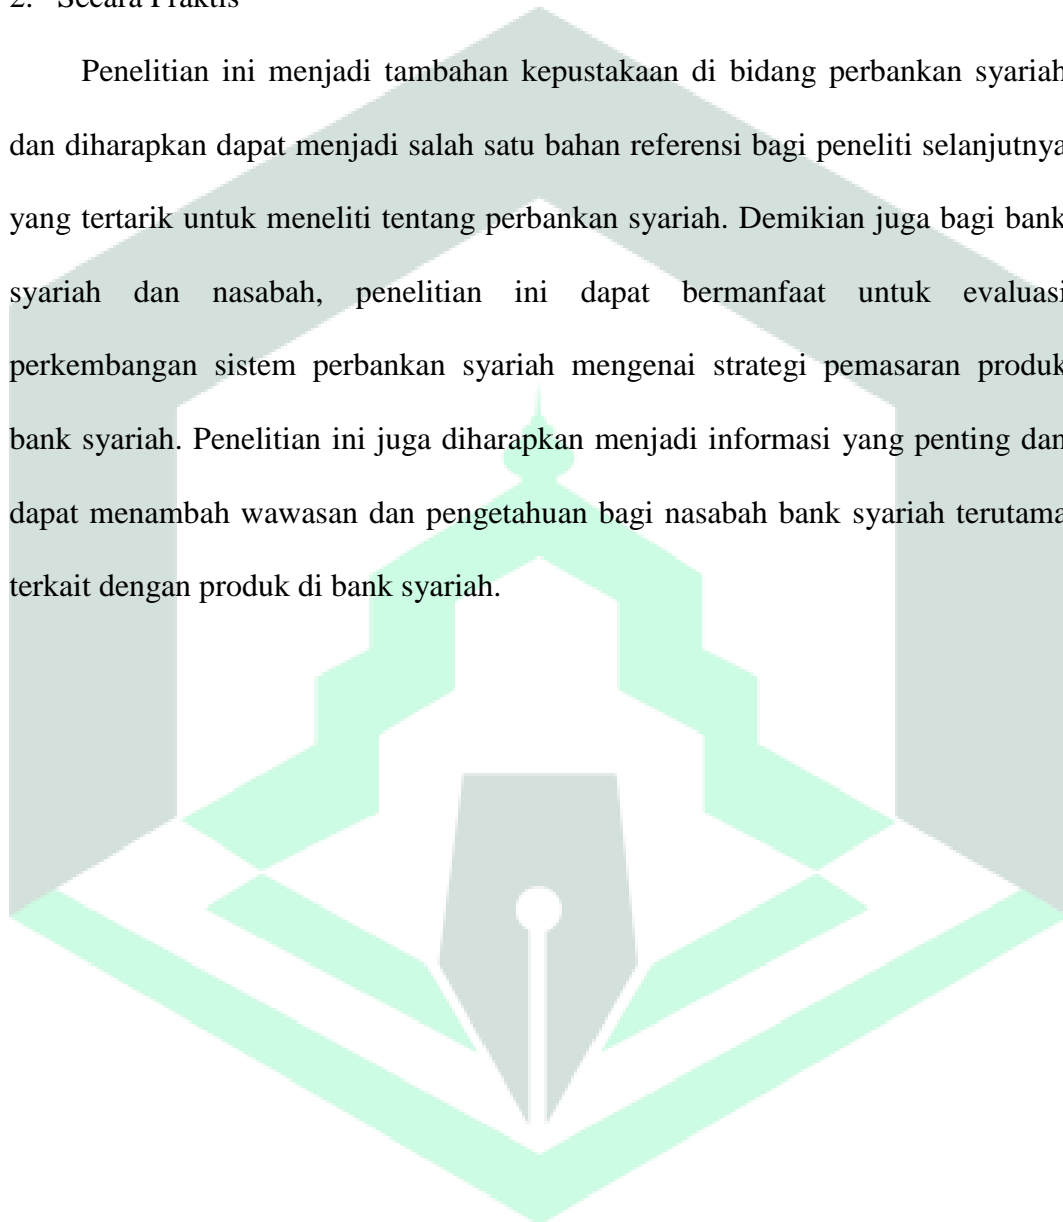 2. Secara Praktis
Penelitian ini menjadi tambahan kepustakaan di bidang perbankan syariah
dan diharapkan dapat menjadi salah satu bahan referensi bagi peneliti selanjutnya
yang tertarik untuk meneliti tentang perbankan syariah. Demikian juga bagi bank
syariah dan nasabah, penelitian ini dapat bermanfaat untuk evaluasi
perkembangan sistem perbankan syariah mengenai strategi pemasaran produk
bank syariah. Penelitian ini juga diharapkan menjadi informasi yang penting dan
dapat menambah wawasan dan pengetahuan bagi nasabah bank syariah terutama
terkait dengan produk di bank syariah.